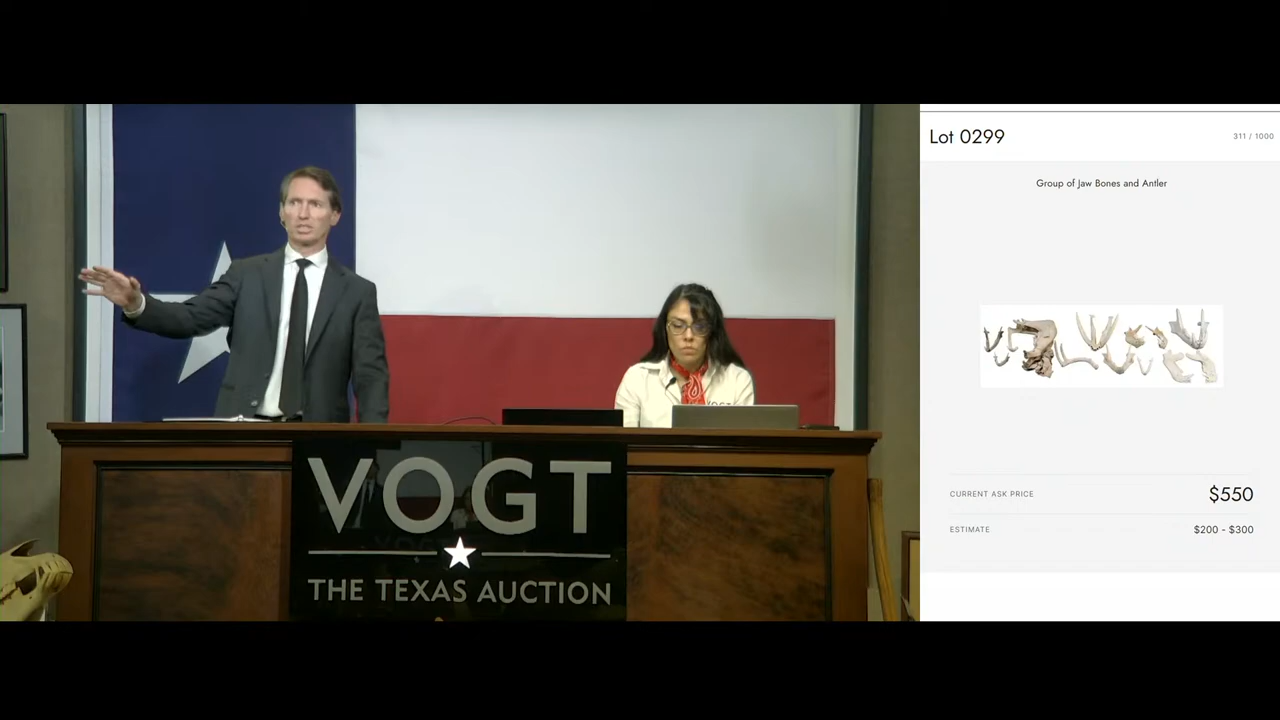 VOGT
THE TEXAS AUCTION
Lot 0299
311 / 1000
Group of Jaw Bones and Antler
CURRENT ASK PRICE
$550
ESTIMATE
$200 - $300